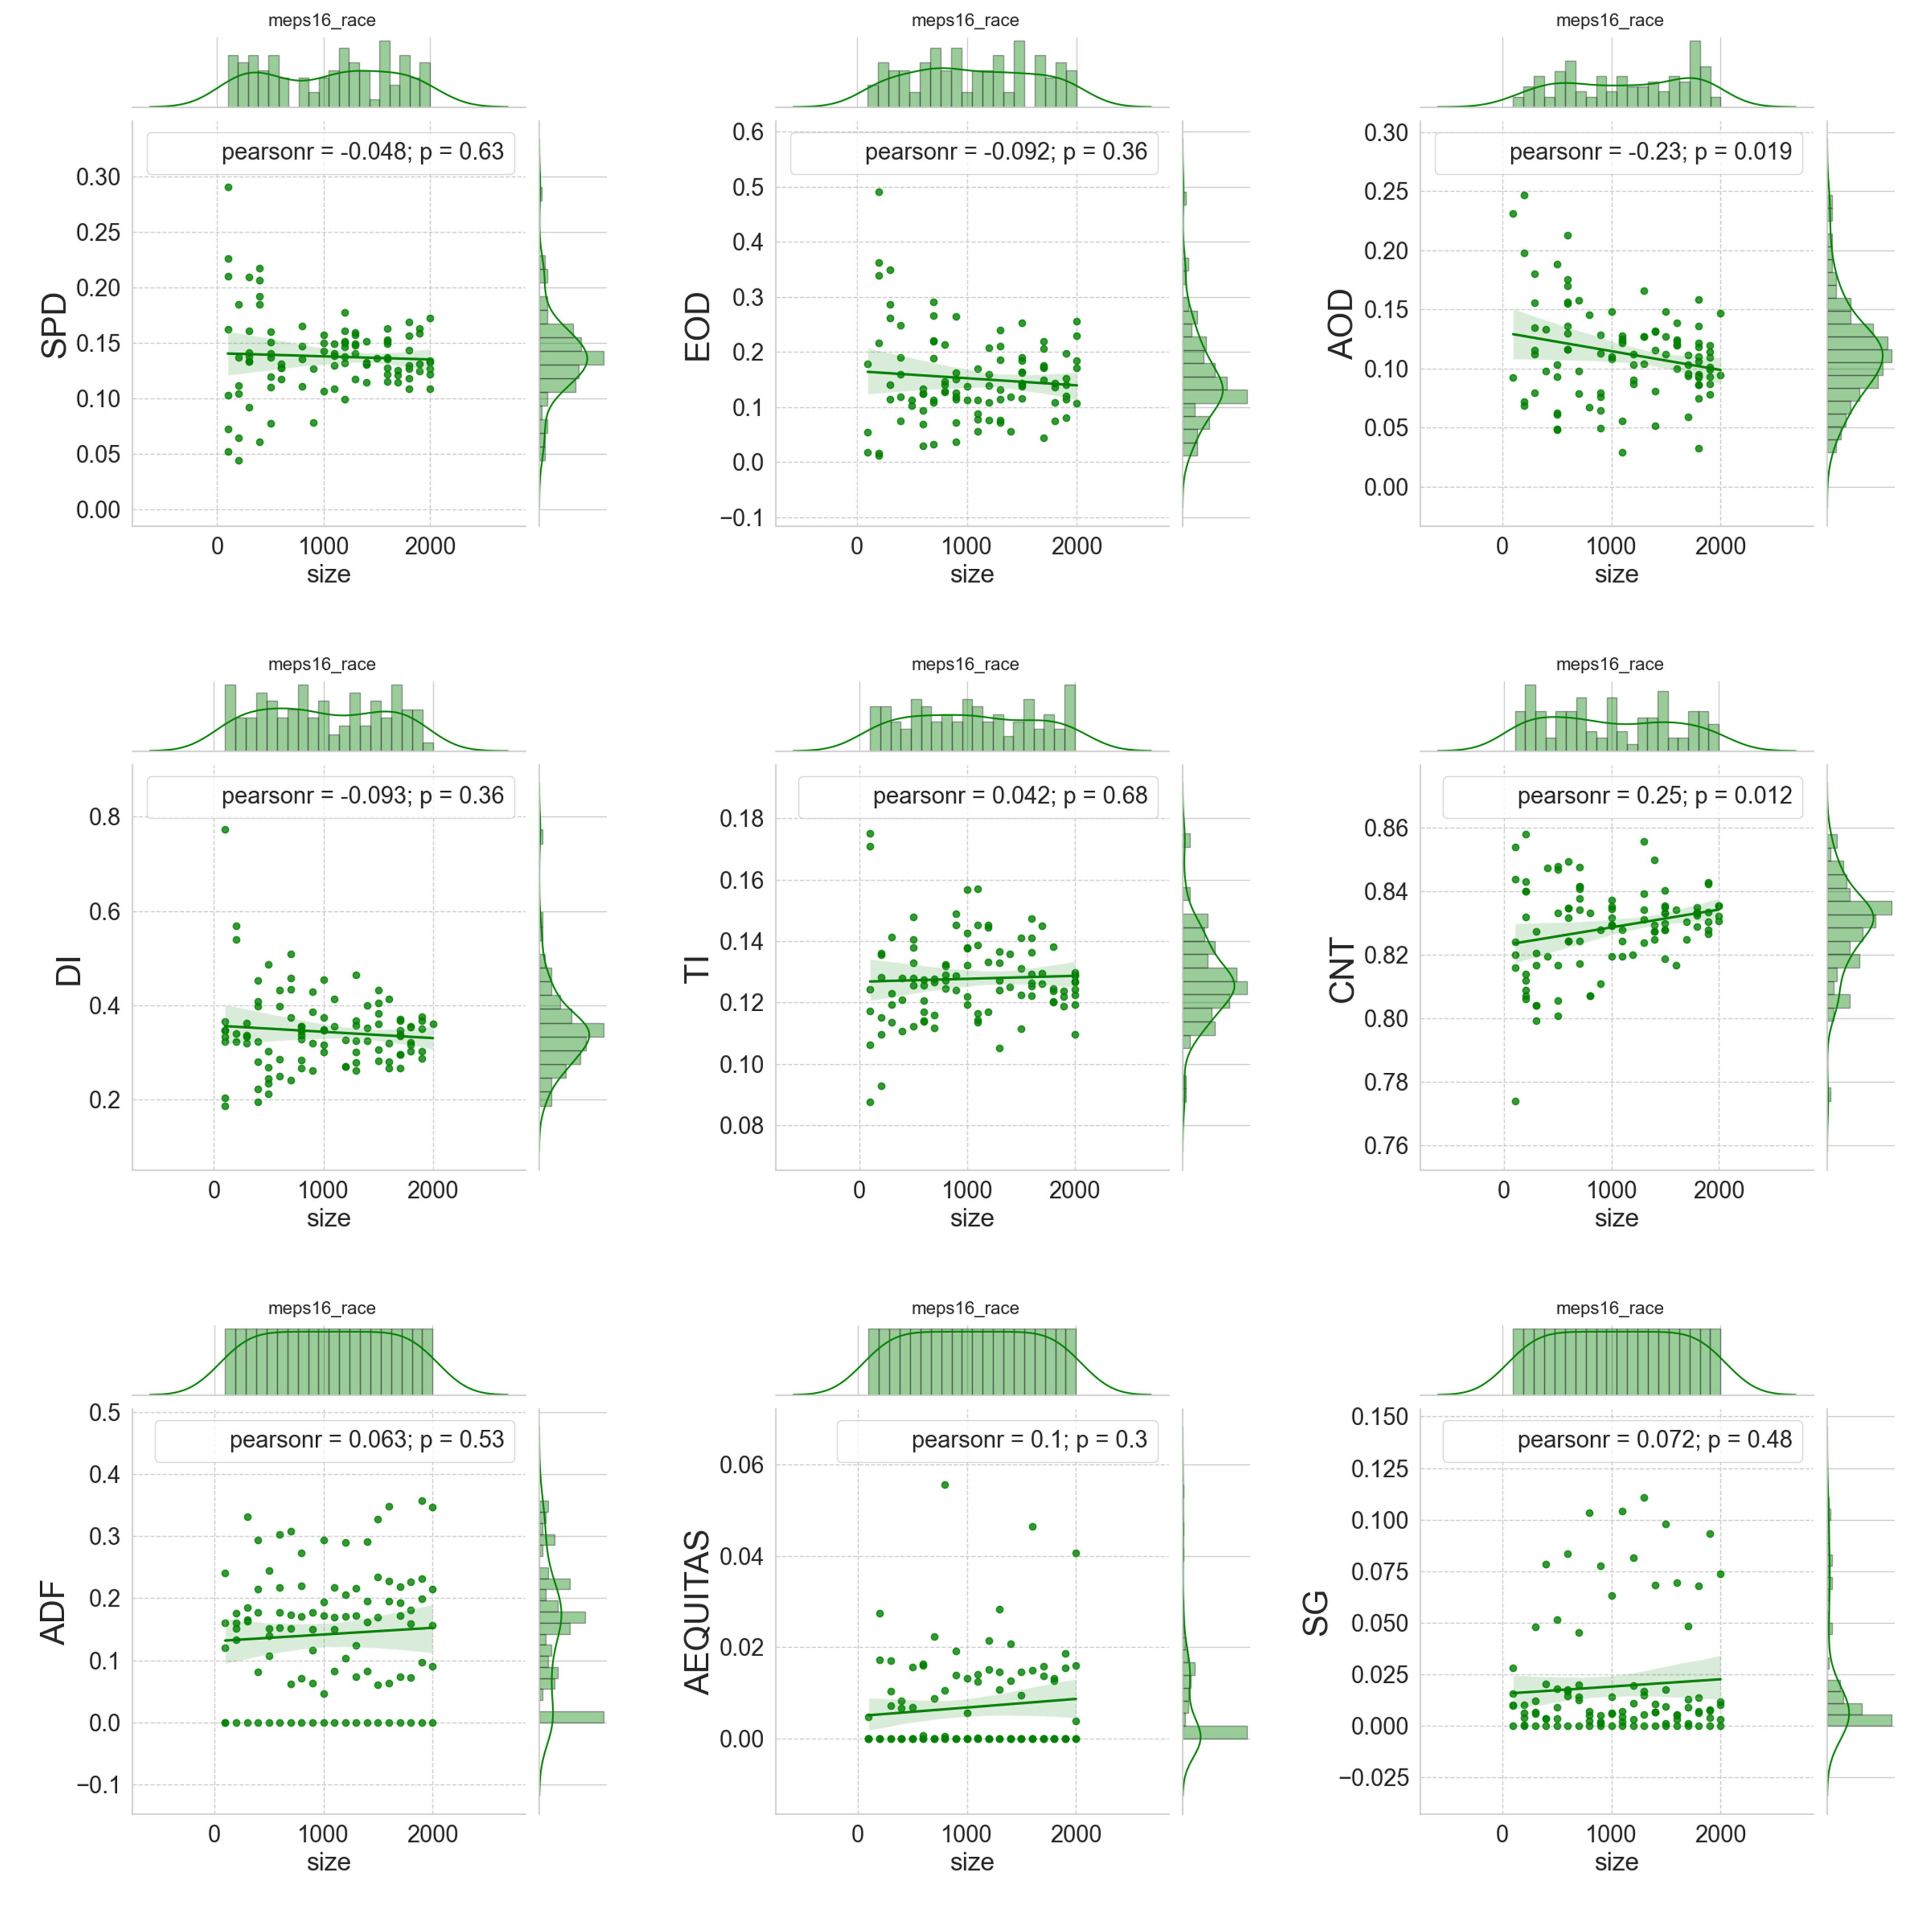 meps16_race
meps16_race
meps16_race
pearsonr = -0.048; p = 0.63
pearsonr = -0.092; p = 0.36
pearsonr = -0.23; p = 0.019
SPD
0.30
0.25
0.20
0.15
0.10
0.05
0.00
EOD
0.6
0.5
0.4
0.3
0.2
0.1
0.0
−0.1
AOD
0.30
0.25
0.20
0.15
0.10
0.05
0.00
0 1000 2000
0 1000 2000
0 1000 2000
size
size
size
meps16_race
meps16_race
meps16_race
pearsonr = -0.093; p = 0.36
pearsonr = 0.042; p = 0.68
pearsonr = 0.25; p = 0.012
DI
0.8
0.6
0.4
0.2
TI
0.18
0.16
0.14
0.12
0.10
0.08
CNT
0.86
0.84
0.82
0.80
0.78
0.76
0 1000 2000
0 1000 2000
0 1000 2000
size
size
size
meps16_race
meps16_race
meps16_race
pearsonr = 0.063; p = 0.53
pearsonr = 0.1; p = 0.3
pearsonr = 0.072; p = 0.48
ADF
0.5
0.4
0.3
0.2
0.1
0.0
−0.1
AEQUITAS
0.06
0.04
0.02
0.00
SG
0.150
0.125
0.100
0.075
0.050
0.025
0.000
−0.025
0 1000 2000
0 1000 2000
0 1000 2000
size
size
size